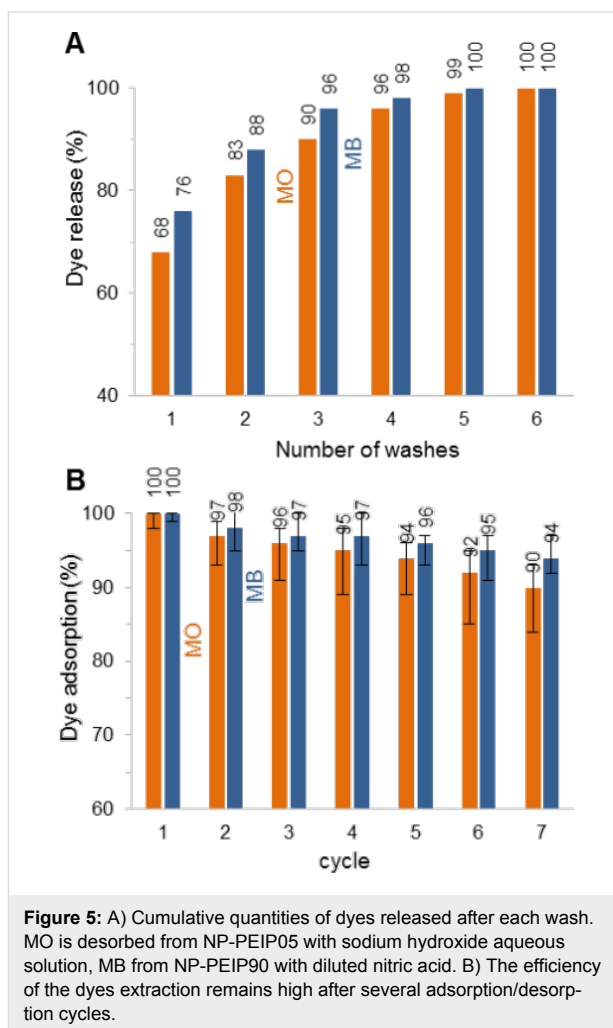 A
Dye release (%)
100
80
60
40
68
76
83
88
90
96
96
98
99
100
100
100
MO
MB
1 2 3 4 5 6
Number of washes
B
Dye adsorption (%)
100
90
80
70
60
100
100
97
98
96
97
95
97
94
96
92
95
90
94
MO
MB
1 2 3 4 5 6 7
cycle
Figure 5: A) Cumulative quantities of dyes released after each wash.
MO is desorbed from NP-PEIP05 with sodium hydroxide aqueous
solution, MB from NP-PEIP90 with diluted nitric acid. B) The efficiency
of the dyes extraction remains high after several adsorption/desorp-
tion cycles.